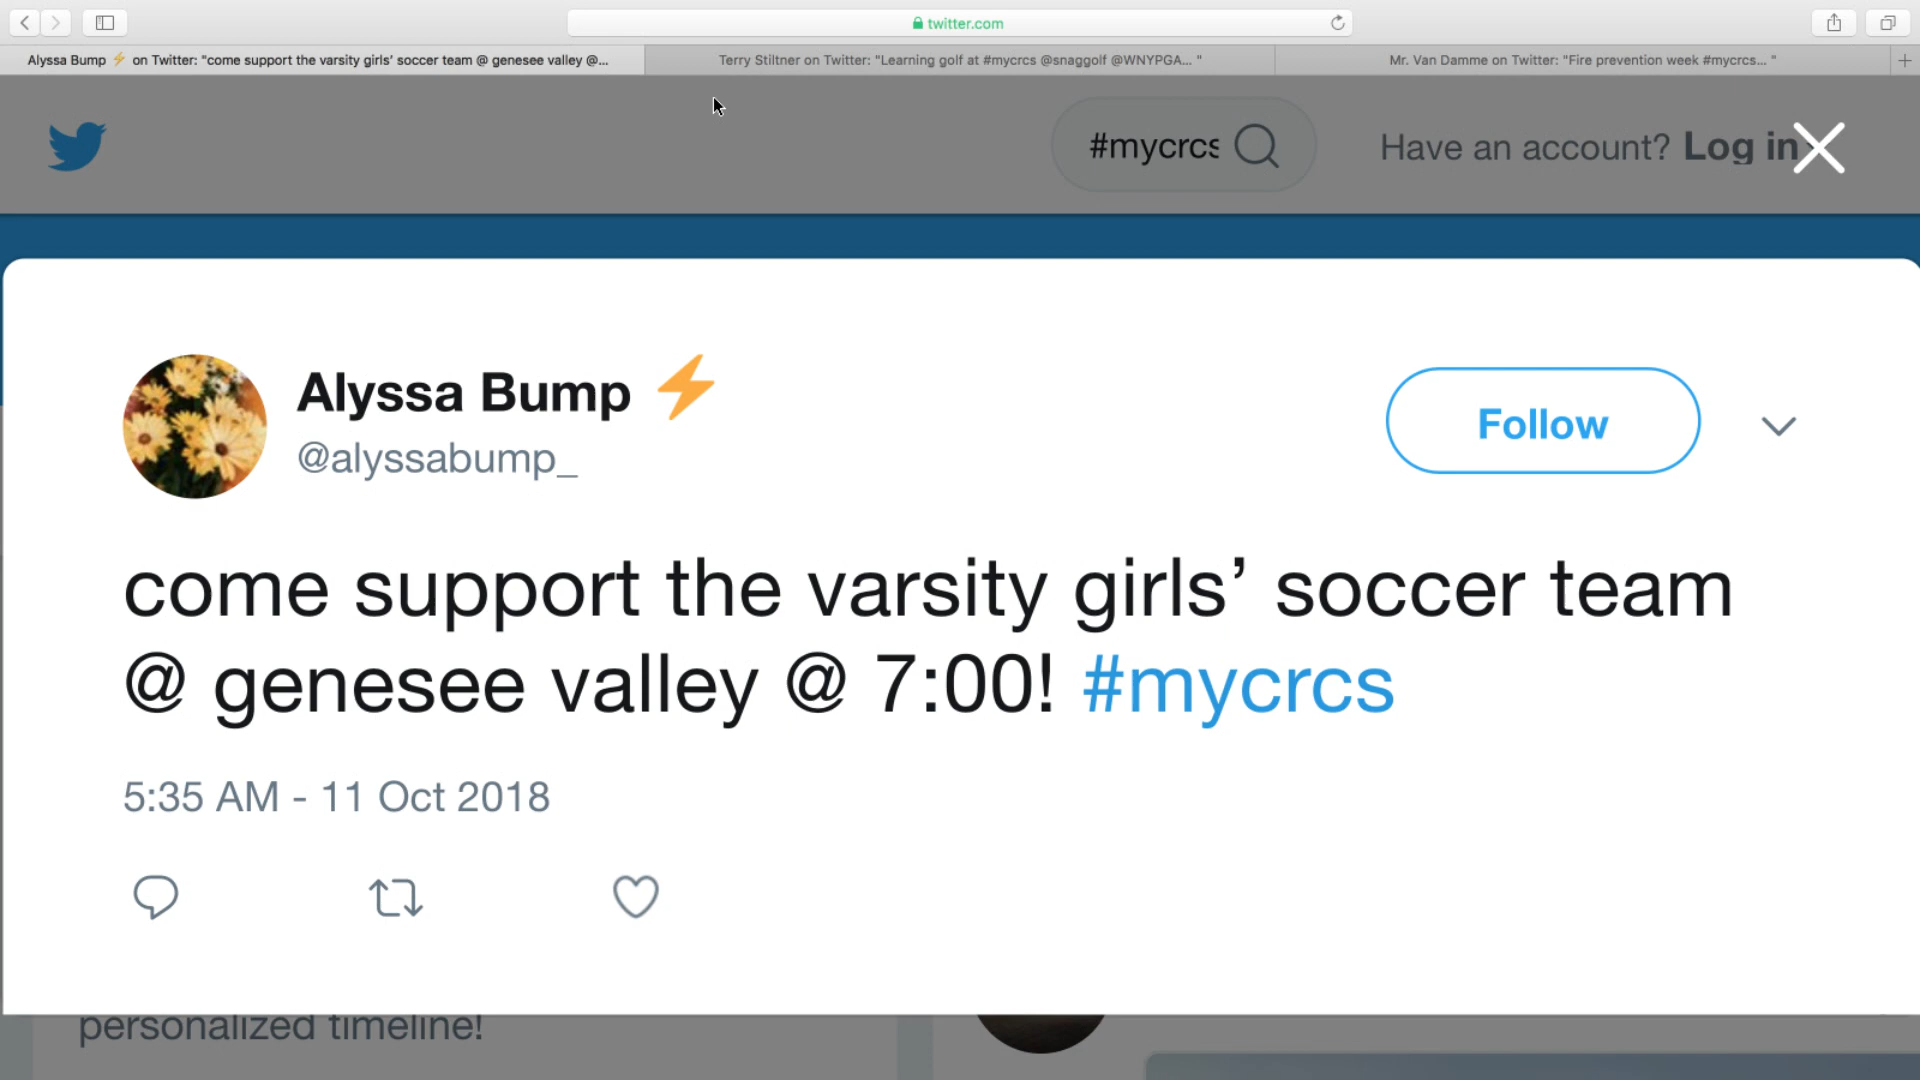 twitter.com
Alyssa Bump ⚡ on Twitter: "come support the varsity girls’ soccer team @ genesee valley @...
Terry Stiltner on Twitter: "Learning golf at #mycrcs @snaggolf @WNYPGA... "
Mr. Van Damme on Twitter: "Fire prevention week #mycrcs... "
#mycrcs
Have an account? Log in
Alyssa Bump ⚡
@alyssabump_
Follow
come support the varsity girls’ soccer team
@ genesee valley @ 7:00! #mycrcs
5:35 AM - 11 Oct 2018
personalized timeline!